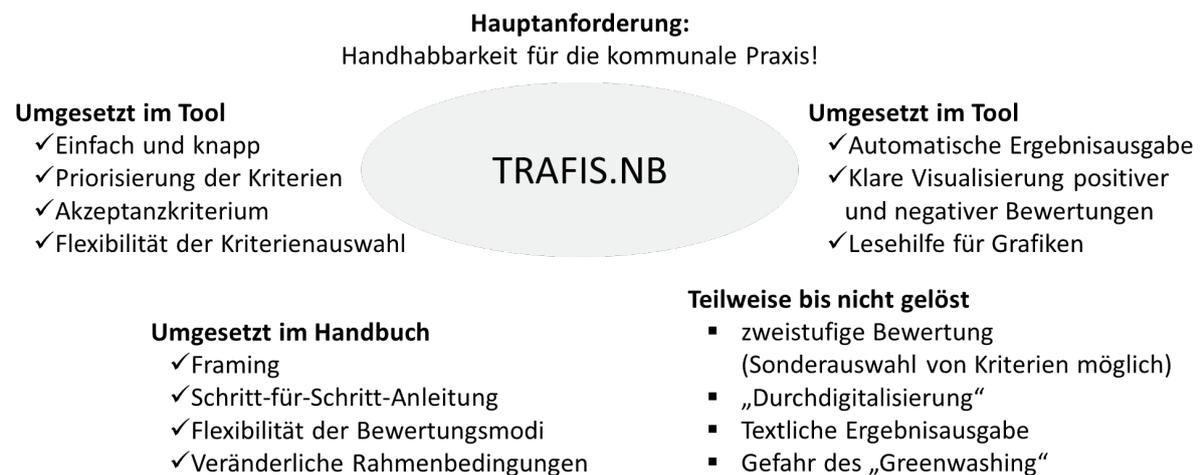 Hauptanforderung:
Handhabbarkeit für die kommunale Praxis!
Umgesetzt im Tool
✓Einfach und knapp
✓Priorisierung der Kriterien
✓Akzeptanzkriterium
✓Flexibilität der Kriterienauswahl
TRAFIS.NB
Umgesetzt im Tool
✓Automatische Ergebnisausgabe
✓Klare Visualisierung positiver
und negativer Bewertungen
✓Lesehilfe für Grafiken
Umgesetzt im Handbuch
✓Framing
✓Schritt-für-Schritt-Anleitung
✓Flexibilität der Bewertungsmodi
✓Veränderliche Rahmenbedingungen
Teilweise bis nicht gelöst
▪ zweistufige Bewertung
(Sonderauswahl von Kriterien möglich)
▪ „Durchdigitalisierung“
▪ Textliche Ergebnisausgabe
▪ Gefahr des „Greenwashing“